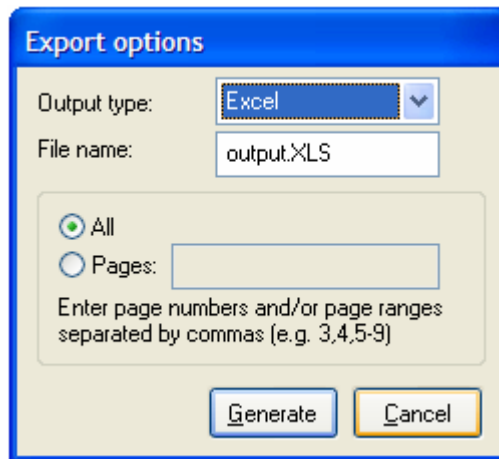 Export options
Output type: Excel
File name: output.XLS
All
Pages:
Enter page numbers and/or page ranges
separated by commas (e.g. 3,4,5-9)
Generate Cancel